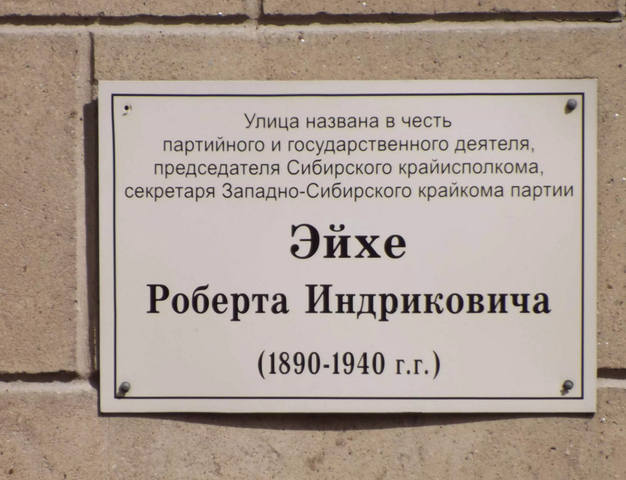 Улица названа в честь
партийного и государственного деятеля,
председателя Сибирского крайисполкома,
секретаря Западно-Сибирского крайкома партии
Эйхе
Роберта Индриковича
(1890-1940 г.г.)